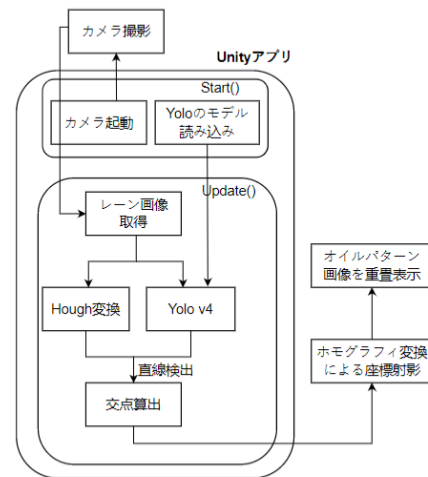 カメラ撮影
Unityアプリ
Start()
カメラ起動
Yoloのモデル
読み込み
Update()
レーン画像
取得
オイルパターン
画像を重畳表示
Hough変換
Yolo v4
直線検出
ホモグラフィ変換
による座標射影
交点算出